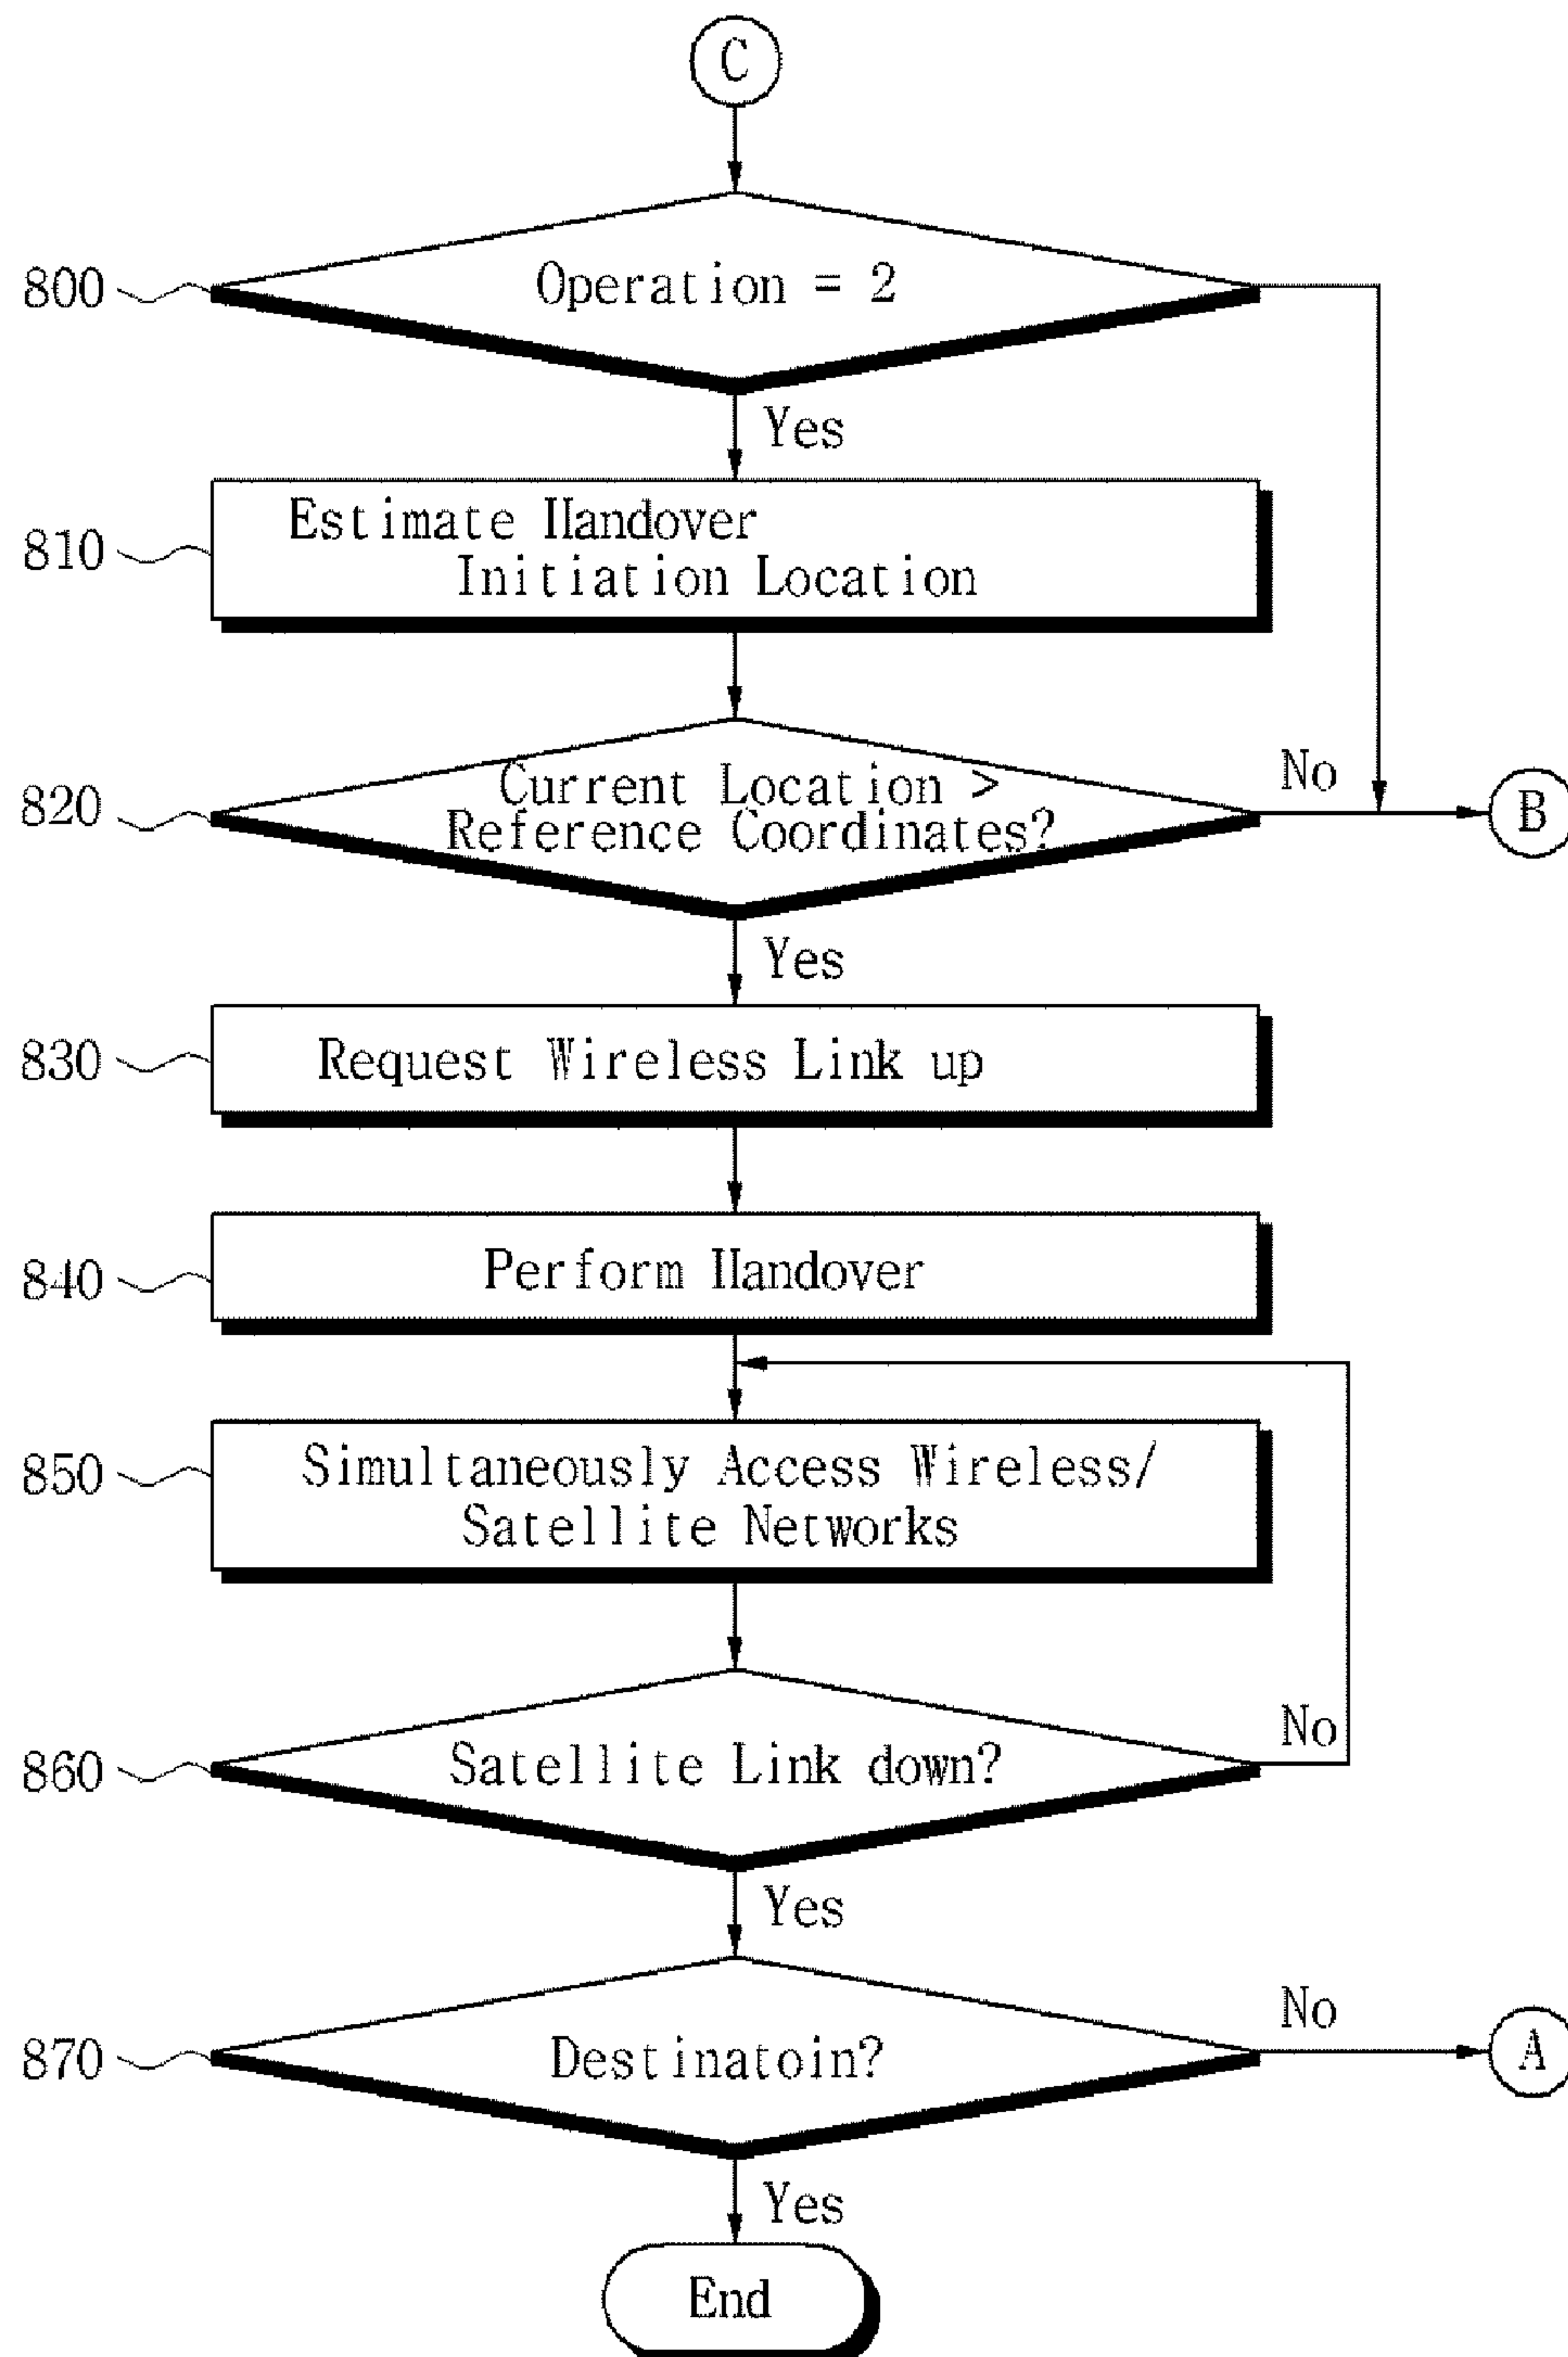 C
800
Operation = 2
Yes
810
Estimate Handover
Initiation Location
820
Current Location >
Reference Coordinates?
No
B
Yes
830
Request Wireless Link up
840
Perform Handover
850
Simultaneously Access Wireless/
Satellite Networks
860
Satellite Link down?
No
Yes
870
Destinatoin?
No
A
Yes
End